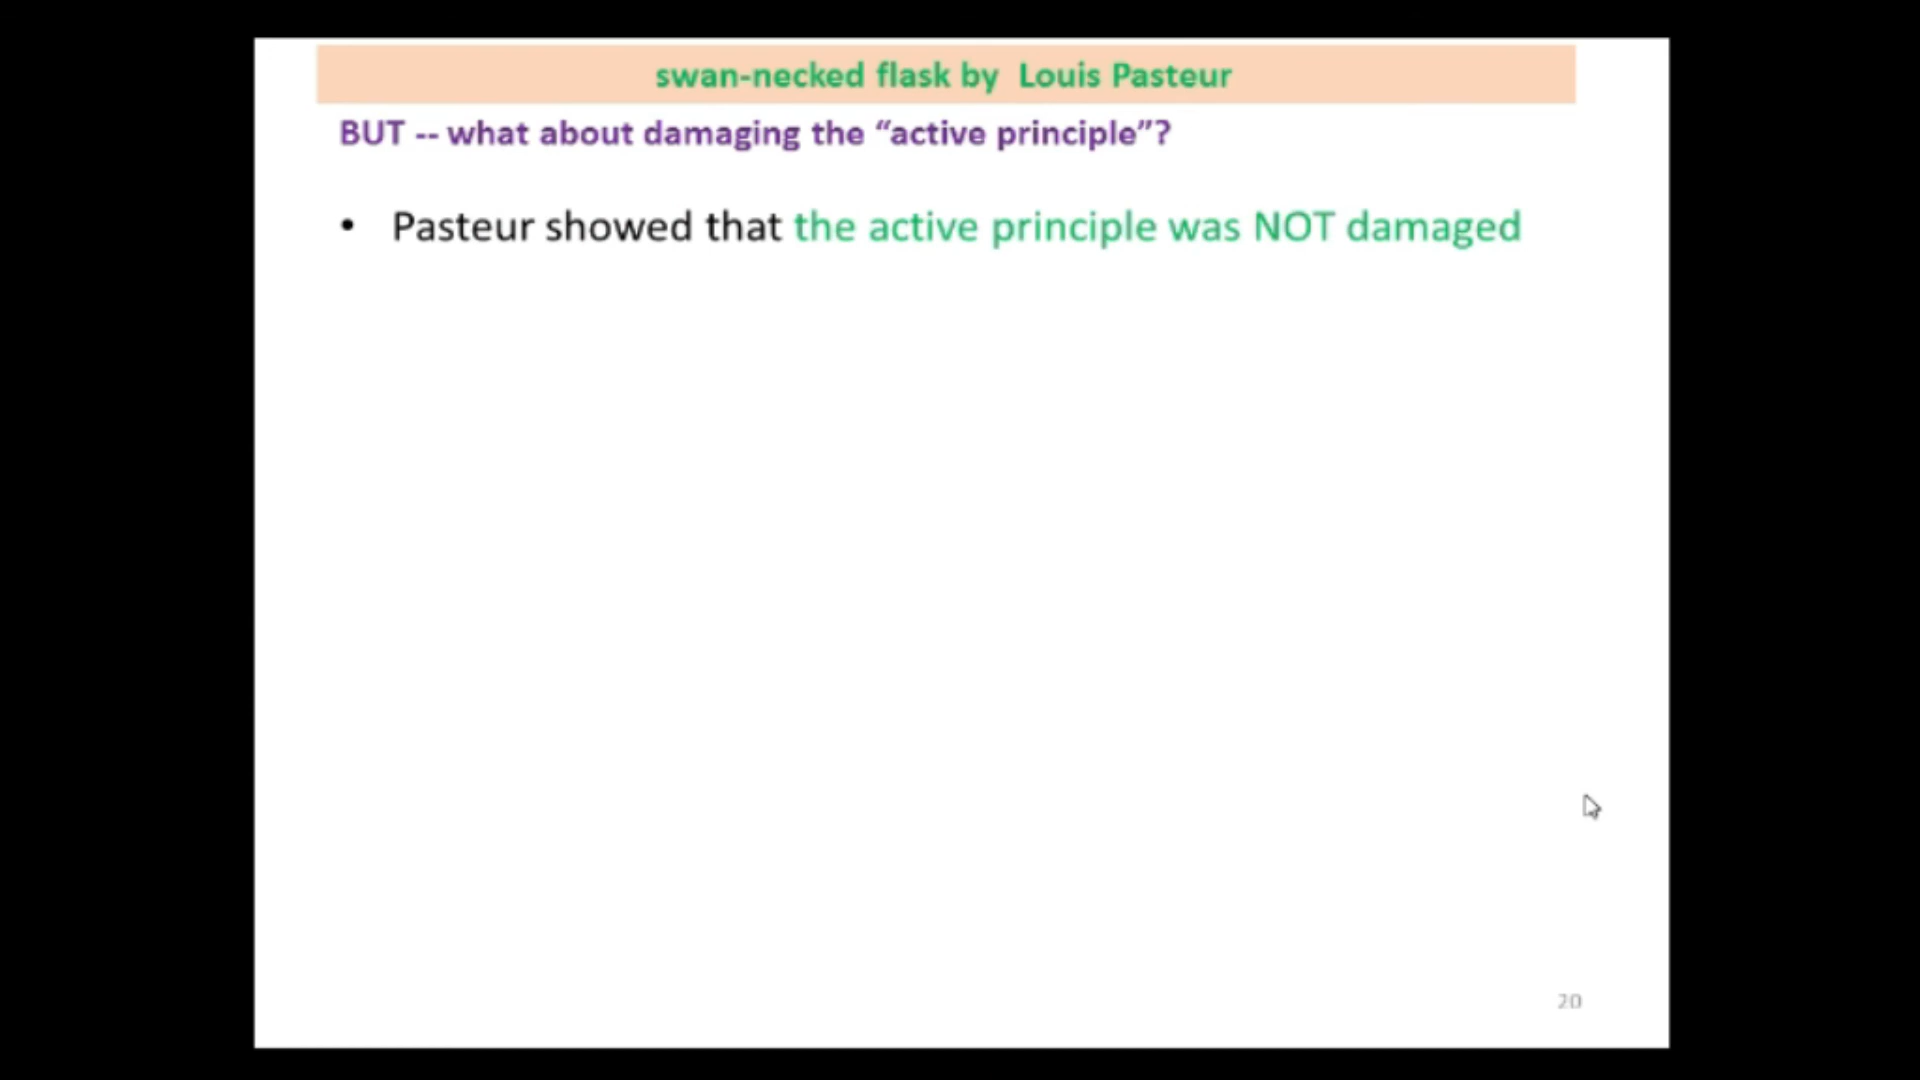 swan-necked flask by Louis Pasteur
BUT -- what about damaging the “active principle”?
• Pasteur showed that the active principle was NOT damaged
20